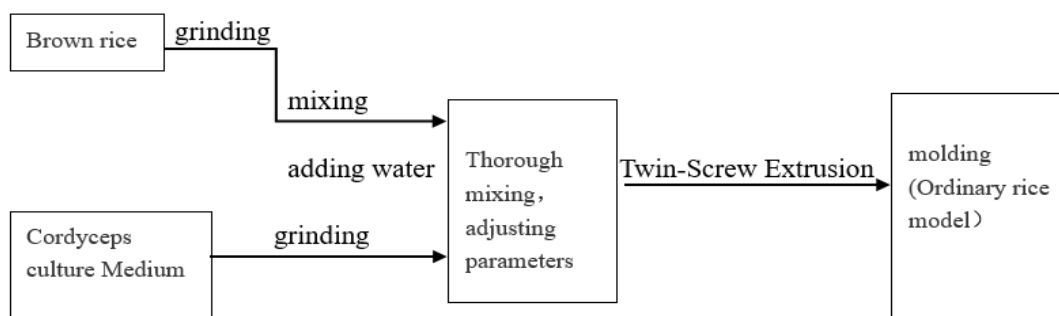 Brown rice
grinding
mixing
adding water
Cordyceps
culture Medium
grinding
Thorough
mixing，
adjusting
parameters
Twin-Screw Extrusion
molding
(Ordinary rice
model）